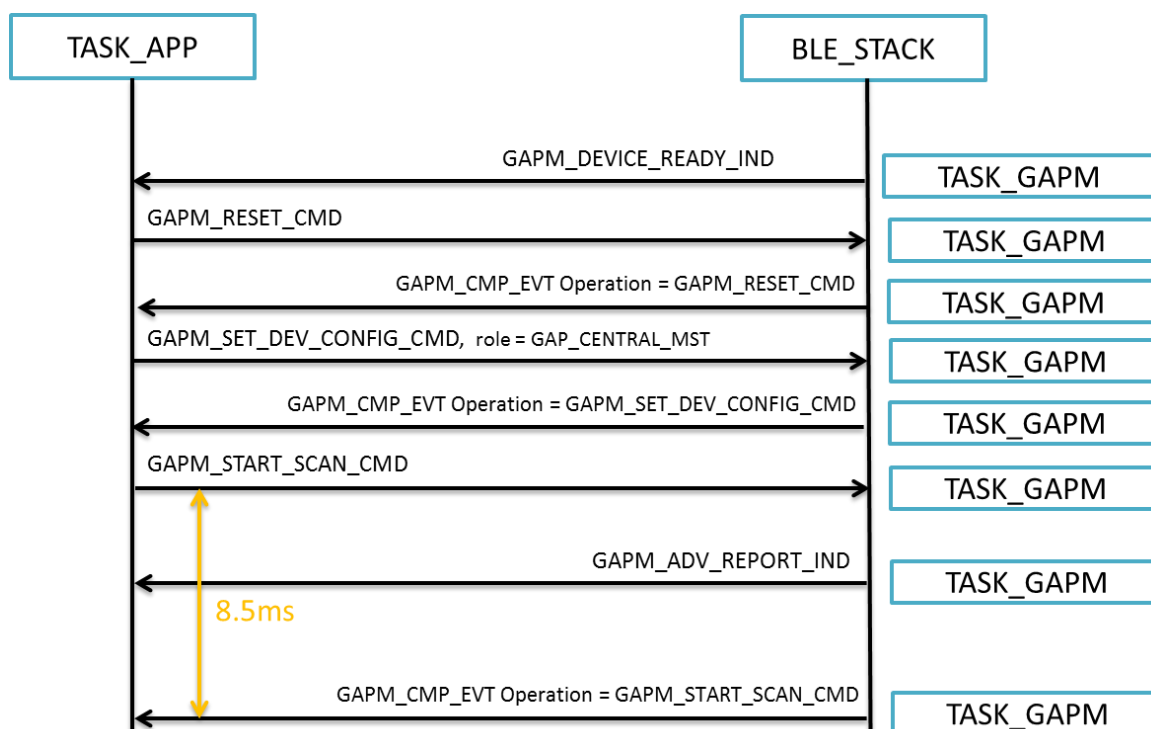 TASK_APP
BLE_STACK
GAPM_DEVICE_READY_IND
TASK_GAPM
GAPM_RESET_CMD
TASK_GAPM
GAPM_CMP_EVT Operation = GAPM_RESET_CMD
TASK_GAPM
GAPM_SET_DEV_CONFIG_CMD, role = GAP_CENTRAL_MST
TASK_GAPM
GAPM_CMP_EVT Operation = GAPM_SET_DEV_CONFIG_CMD
TASK_GAPM
GAPM_START_SCAN_CMD
TASK_GAPM
GAPM_ADV_REPORT_IND
TASK_GAPM
8.5ms
GAPM_CMP_EVT Operation = GAPM_START_SCAN_CMD
TASK_GAPM